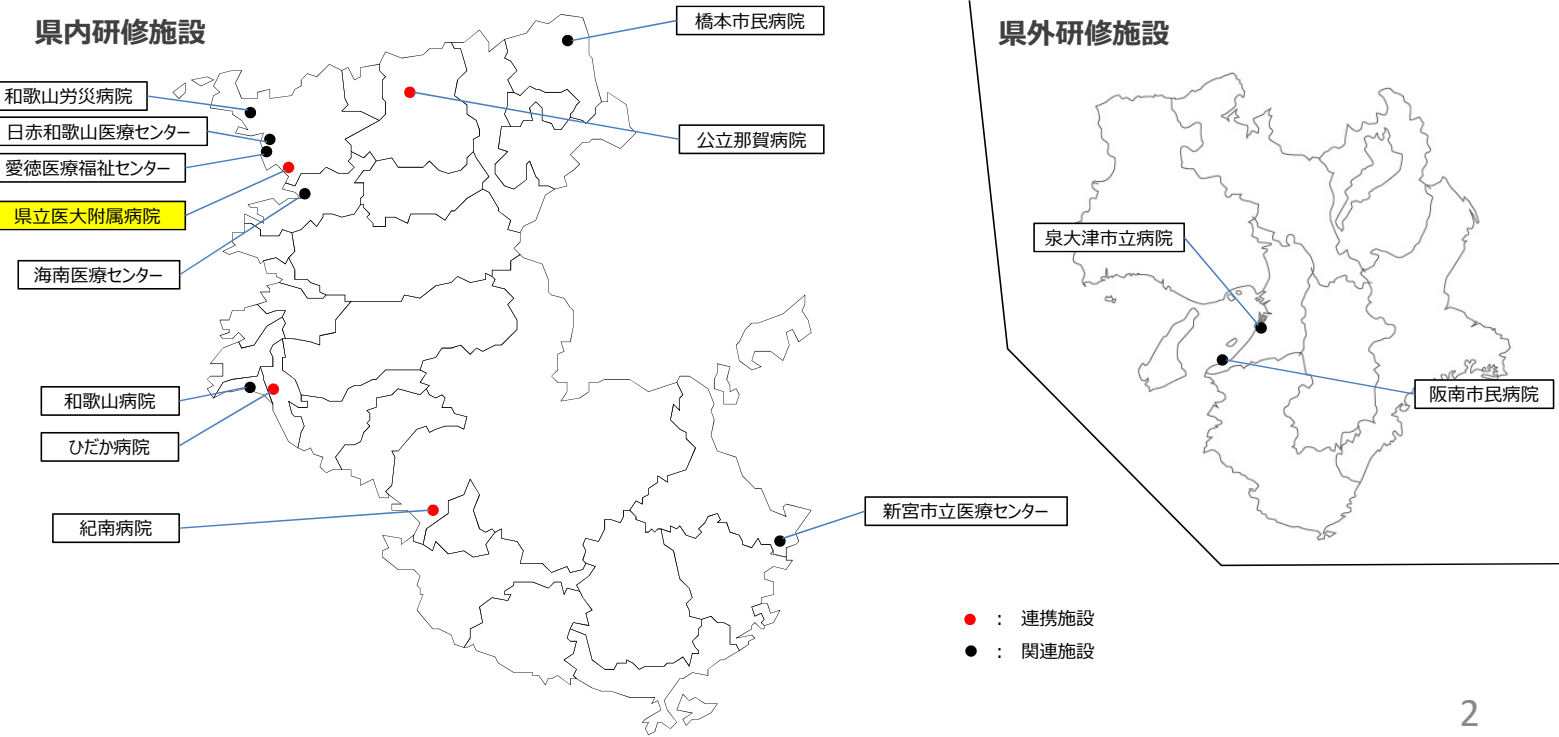 県内研修施設
橋本市民病院
和歌山労災病院
日赤和歌山医療センター
愛徳医療福祉センター
県立医大附属病院
海南医療センター
公立那賀病院
和歌山病院
ひだか病院
紀南病院
新宮市立医療センター
県外研修施設
泉大津市立病院
阪南市民病院
： 連携施設
： 関連施設
2